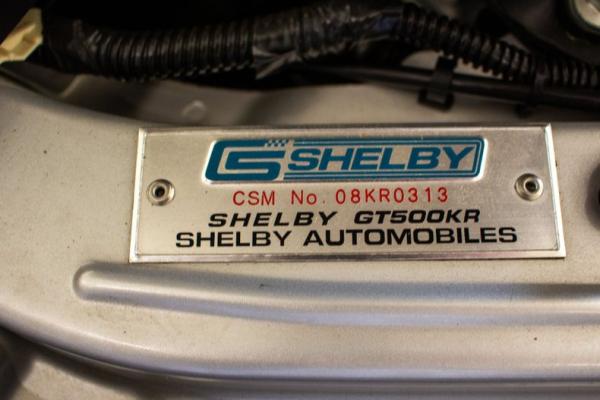 CS SHELBY
CSM No. 08KR0313
SHELBY GT500KR
SHELBY AUTOMOBILES